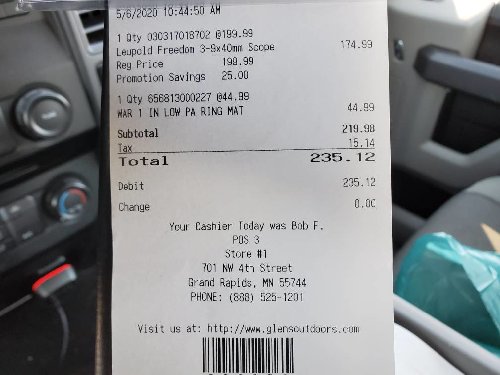 5/6/2020 10:44:50 AM
1 Qty 030317018702 @199.99
Leupold Freedom 3-9x40mm Scope 174.99
Reg Price 199.99
Promotion Savings 25.00
1 Qty 656813000227 @44.99
WAR 1 IN LOW PA RING MAT 44.99
Subtotal 219.98
Tax 15.14
Total 235.12
Debit 235.12
Change 0.00
Your Cashier Today was Bob F.
POS 3
Store #1
701 NW 4th Street
Grand Rapids, MN 55744
PHONE: (888) 525-1201
Visit us at: http://www.glensoutdoors.com